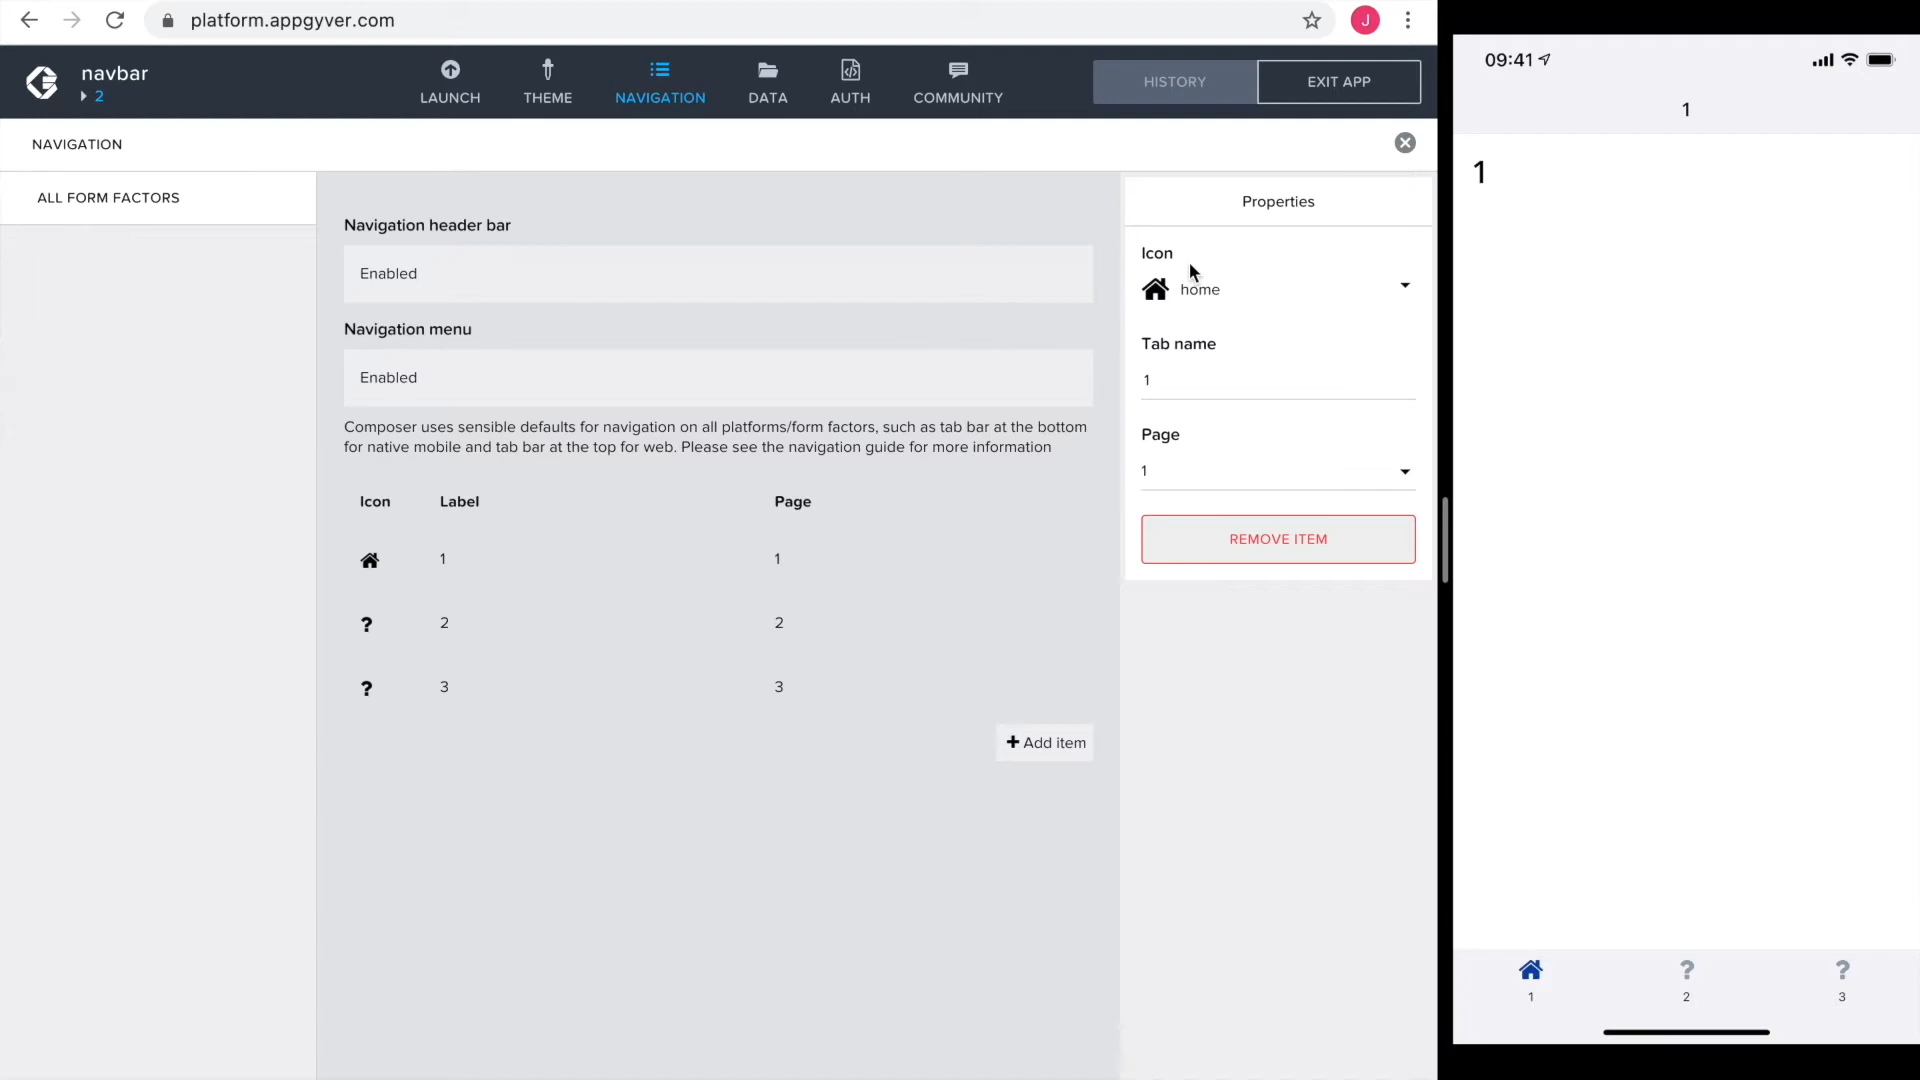 platform.appgyver.com
J
navbar
2
LAUNCH
THEME
NAVIGATION
DATA
AUTH
COMMUNITY
HISTORY
EXIT APP
NAVIGATION
ALL FORM FACTORS
Navigation header bar
Enabled
Navigation menu
Enabled
Composer uses sensible defaults for navigation on all platforms/form factors, such as tab bar at the bottom
for native mobile and tab bar at the top for web. Please see the navigation guide for more information
Icon Label Page
1 1
? 2 2
? 3 3
+ Add item
Properties
Icon
home
Tab name
1
Page
1
REMOVE ITEM
09:41
1
1
? ?
1 2 3